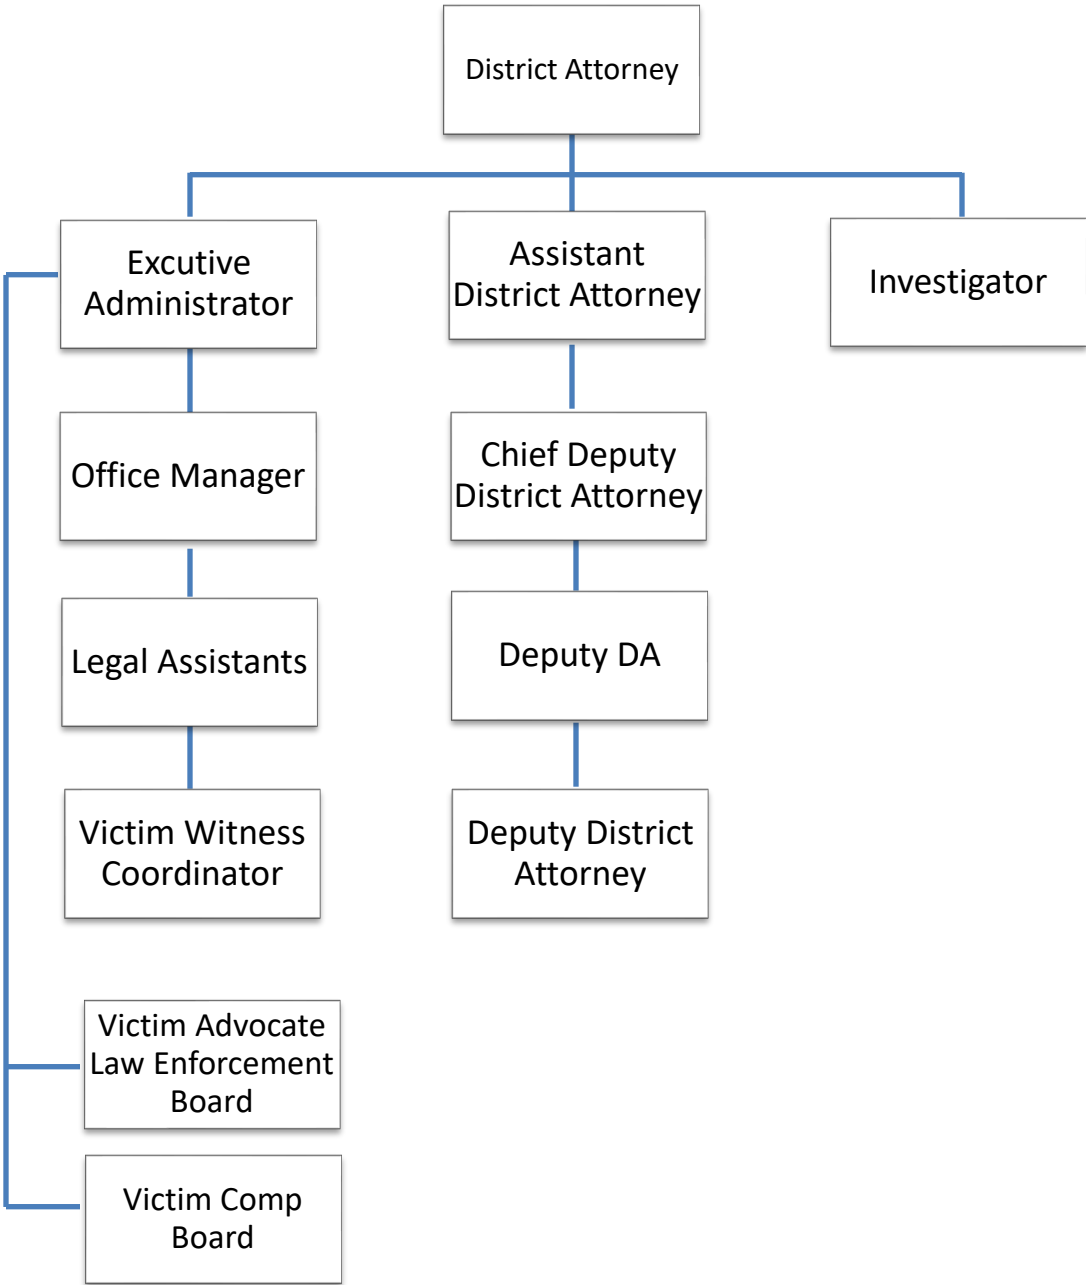 District Attorney
Excutive
Administrator
Assistant
District Attorney
Investigator
Office Manager
Chief Deputy
District Attorney
Legal Assistants
Deputy DA
Victim Witness
Coordinator
Deputy District
Attorney
Victim Advocate
Law Enforcement
Board
Victim Comp
Board